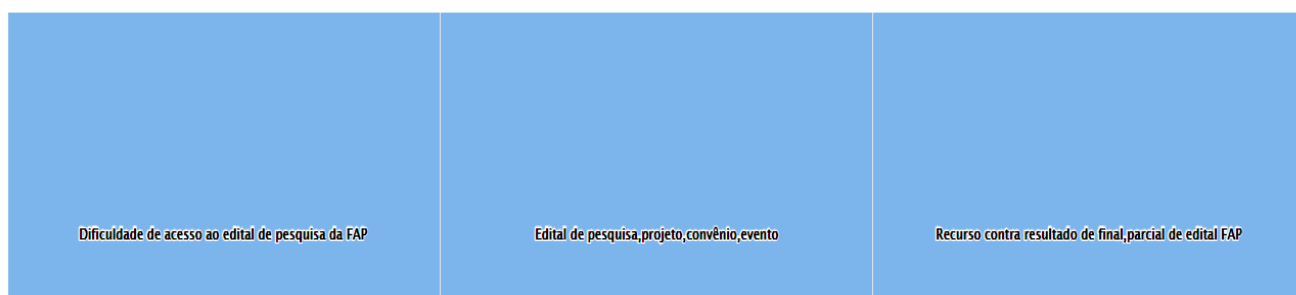 Dificuldade de acesso ao edital de pesquisa da FAP
Edital de pesquisa,projeto,convênio,evento
Recurso contra resultado de final,parcial de edital FAP